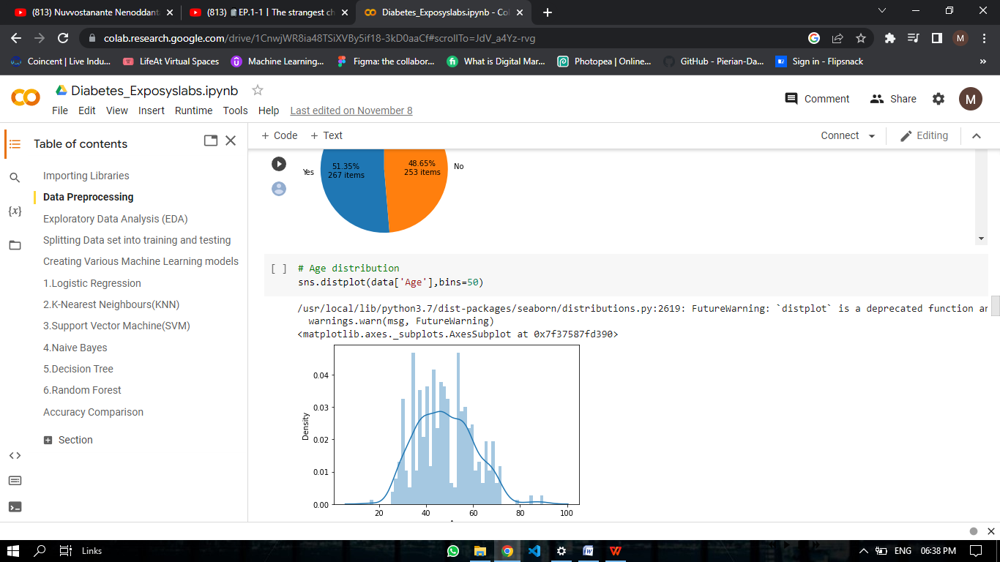 (813) Nuvvostanante Nenoddanta
(813) EP.1-1 | The strangest ch
Diabetes_Exposyslabs.ipynb - Col
colab.research.google.com/drive/1CnwjWR8ia48TSiXVBy5if18-3kD0aaCf#scrollTo=JdV_a4Yz-rvg
M
Coincent | Live Indu...
LifeAt Virtual Spaces
Machine Learning...
Figma: the collabor...
What is Digital Mar...
Photopea | Online...
GitHub - Pierian-Da...
Sign in - Flipsnack
»
CO
Diabetes_Exposyslabs.ipynb
File Edit View Insert Runtime Tools Help Last edited on November 8
Comment
Share
M
Table of contents
Importing Libraries
Data Preprocessing
Exploratory Data Analysis (EDA)
Splitting Data set into training and testing
Creating Various Machine Learning models
1.Logistic Regression
2.K-Nearest Neighbours(KNN)
3.Support Vector Machine(SVM)
4.Naive Bayes
5.Decision Tree
6.Random Forest
Accuracy Comparison
Section
{x}
<>
+ Code + Text
Connect
Editing
Yes
51.35%
267 items
48.65%
253 items
No
[ ]
# Age distribution
sns.distplot(data['Age'],bins=50)
/usr/local/lib/python3.7/dist-packages/seaborn/distributions.py:2619: FutureWarning: `distplot` is a deprecated function an
warnings.warn(msg, FutureWarning)
<matplotlib.axes._subplots.AxesSubplot at 0x7f37587fd390>
Density
0.04
0.03
0.02
0.01
0.00
20 40 60 80 100
Links
ENG
06:38 PM